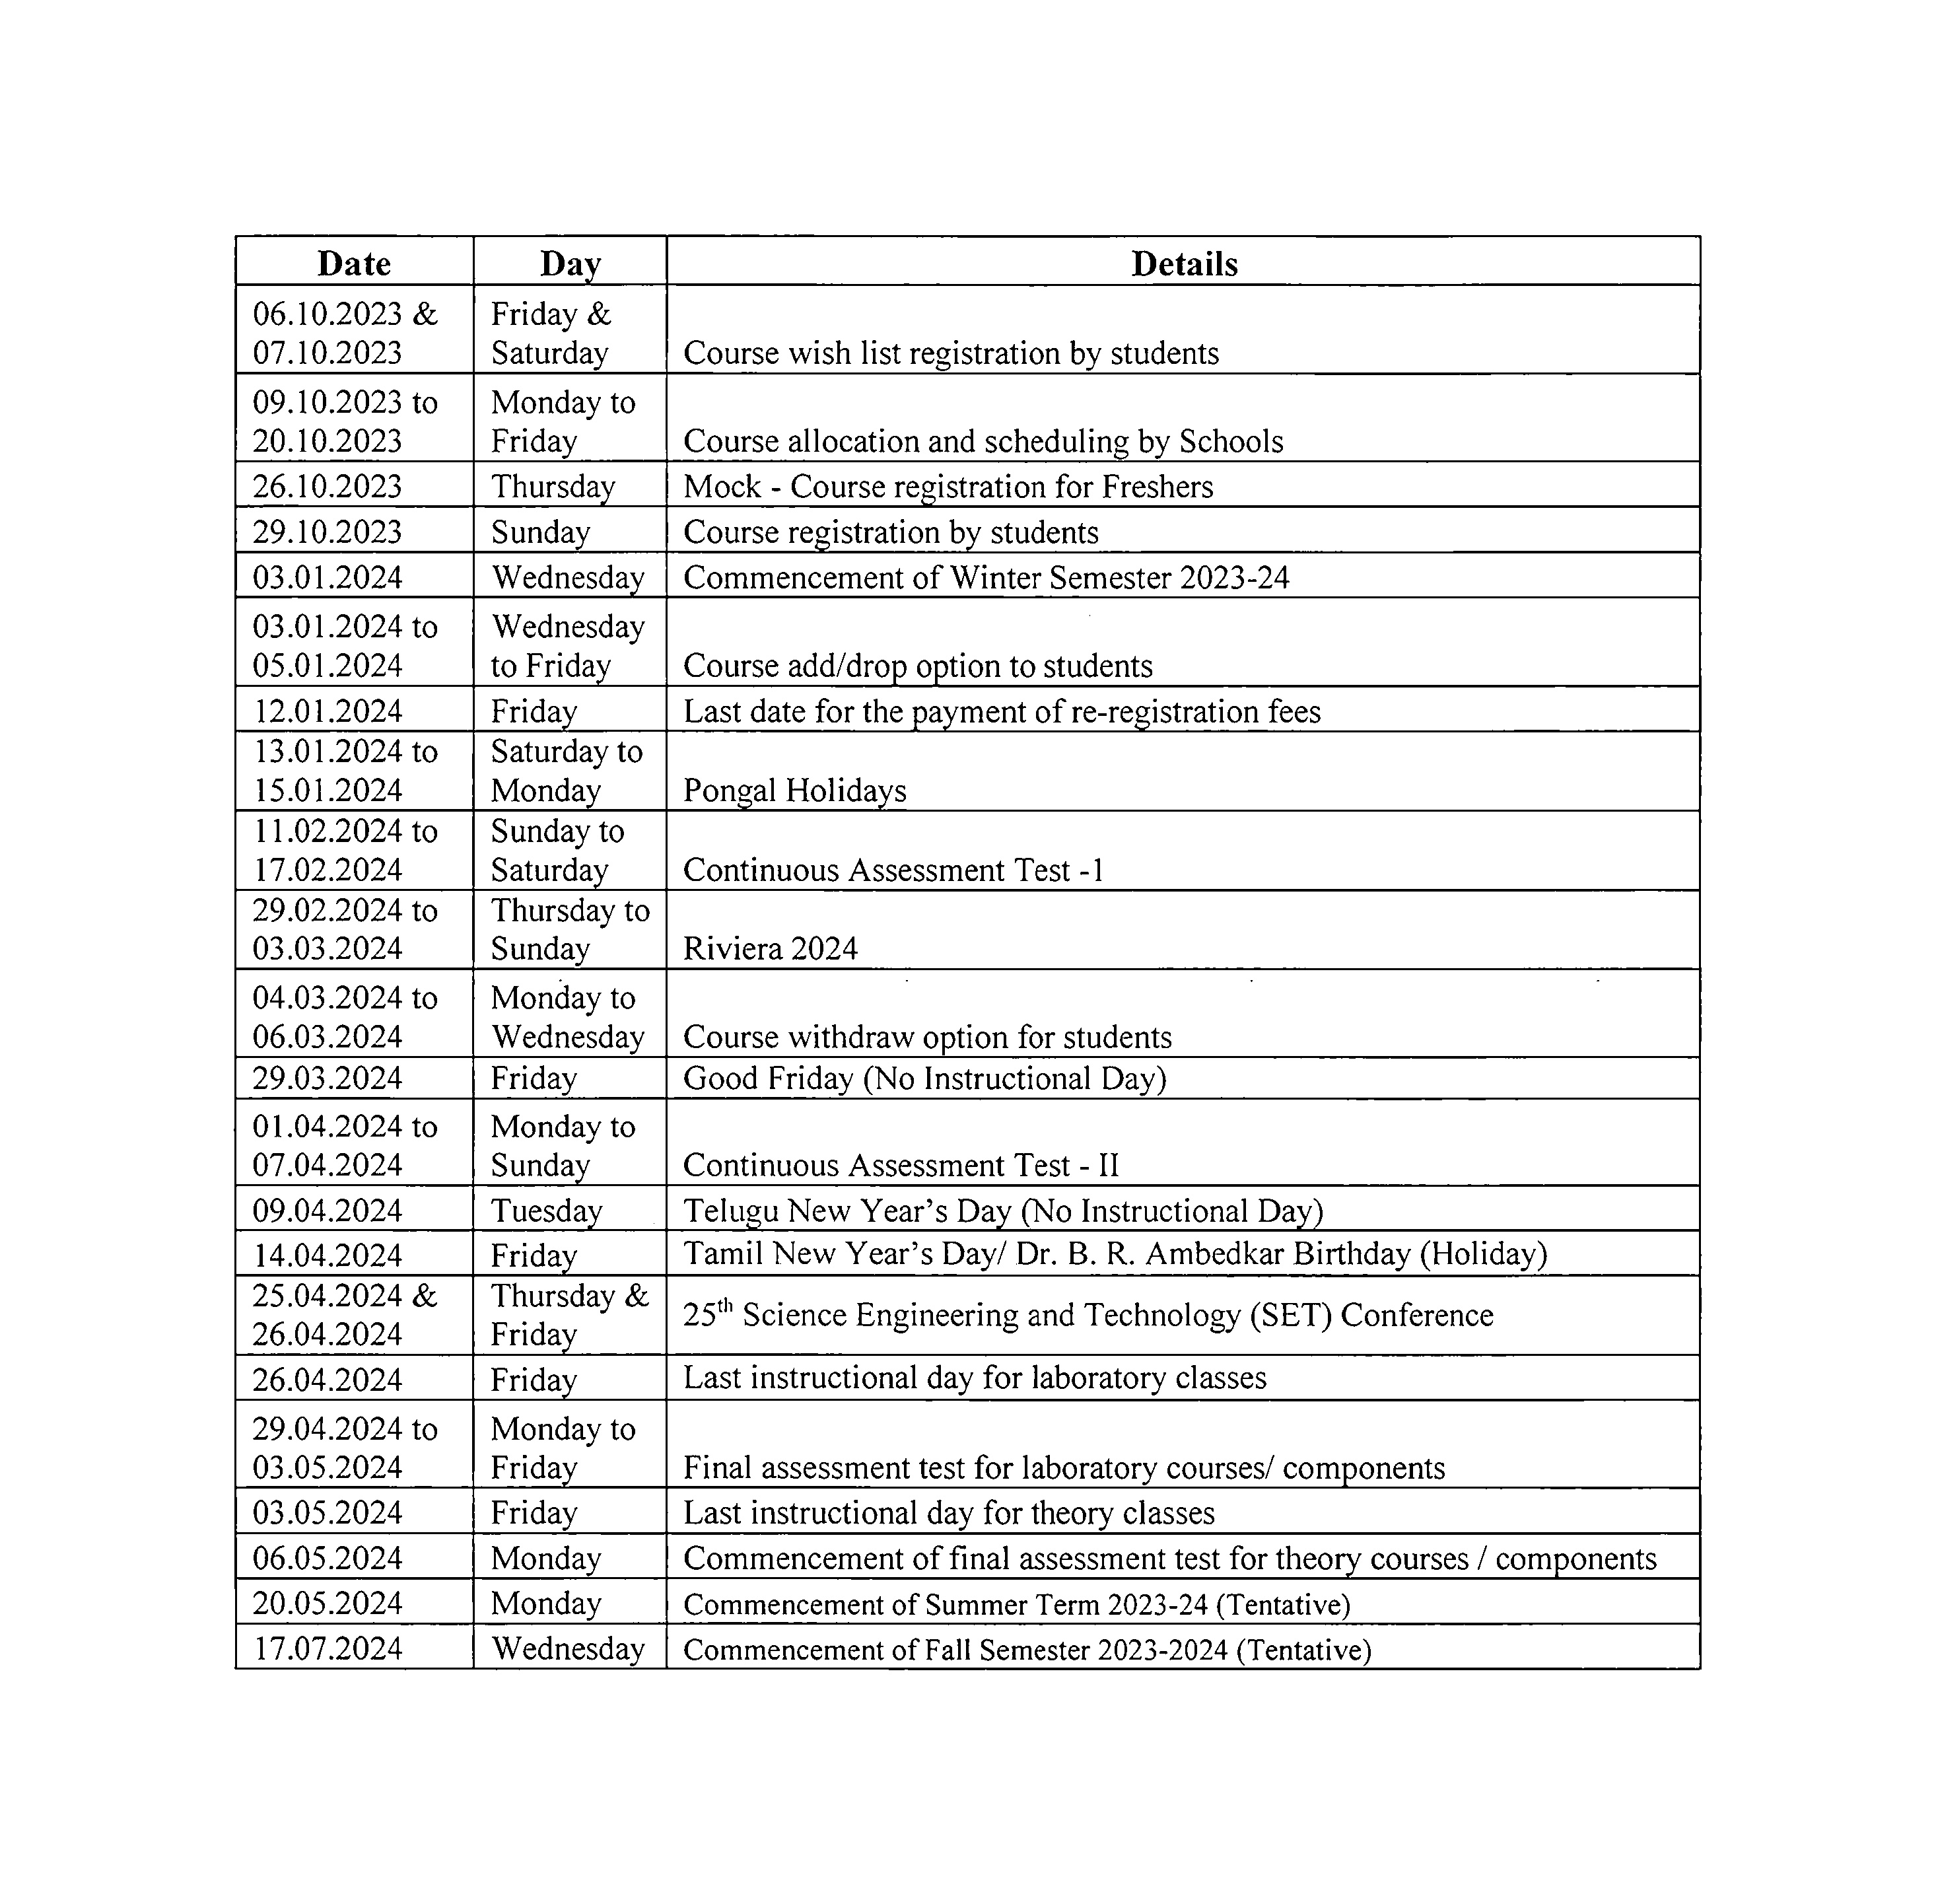 Date Day Details
06.10.2023 & Friday &
07.10.2023 Saturday Course wish list registration by students
09.10.2023 to Monday to
20.10.2023 Friday Course allocation and scheduling by Schools
26.10.2023 Thursday Mock - Course registration for Freshers
29.10.2023 Sunday Course registration by students
03.01.2024 Wednesday Commencement of Winter Semester 2023-24
03.01.2024 to Wednesday
05.01.2024 to Friday Course add/drop option to students
12.01.2024 Friday Last date for the payment of re-registration fees
13.01.2024 to Saturday to
15.01.2024 Monday Pongal Holidays
11.02.2024 to Sunday to
17.02.2024 Saturday Continuous Assessment Test -1
29.02.2024 to Thursday to
03.03.2024 Sunday Riviera 2024
04.03.2024 to Monday to
06.03.2024 Wednesday Course withdraw option for students
29.03.2024 Friday Good Friday (No Instructional Day)
01.04.2024 to Monday to
07.04.2024 Sunday Continuous Assessment Test - II
09.04.2024 Tuesday Telugu New Year's Day (No Instructional Day)
14.04.2024 Friday Tamil New Year's Day/ Dr. B. R. Ambedkar Birthday (Holiday)
25.04.2024 & Thursday &
26.04.2024 Friday 25th Science Engineering and Technology (SET) Conference
26.04.2024 Friday Last instructional day for laboratory classes
29.04.2024 to Monday to
03.05.2024 Friday Final assessment test for laboratory courses/ components
03.05.2024 Friday Last instructional day for theory classes
06.05.2024 Monday Commencement of final assessment test for theory courses / components
20.05.2024 Monday Commencement of Summer Term 2023-24 (Tentative)
17.07.2024 Wednesday Commencement of Fall Semester 2023-2024 (Tentative)